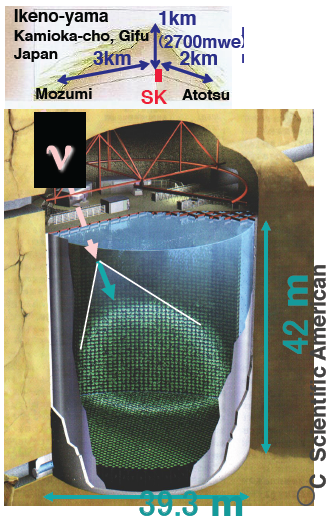 Ikeno-yama
Kamioka-cho, Gifu
Japan
1km
(2700mwe)
3km
2km
Mozumi
SK
Atotsu
ν
42 m
39.3 m
C Scientific American